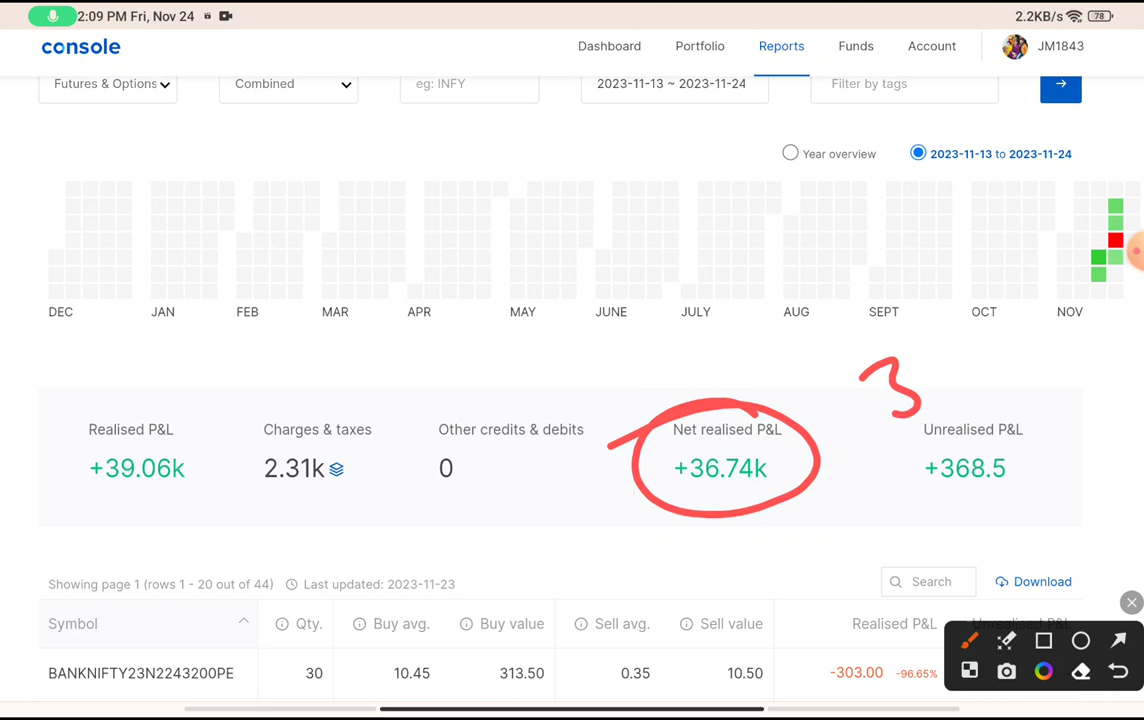 2:09 PM Fri, Nov 24
2.2KB/s 78
console
Dashboard Portfolio Reports Funds Account JM1843
Futures & Options Combined eg: INFY 2023-11-13 ~ 2023-11-24 Filter by tags
Year overview 2023-11-13 to 2023-11-24
DEC JAN FEB MAR APR MAY JUNE JULY AUG SEPT OCT NOV
3
Realised P&L Charges & taxes Other credits & debits Net realised P&L Unrealised P&L
+39.06k 2.31k 0 +36.74k +368.5
Showing page 1 (rows 1 - 20 out of 44) Last updated: 2023-11-23 Search Download
Symbol Qty. Buy avg. Buy value Sell avg. Sell value Realised P&L Unrealised P&L
BANKNIFTY23N2243200PE 30 10.45 313.50 0.35 10.50 -303.00 -96.65%